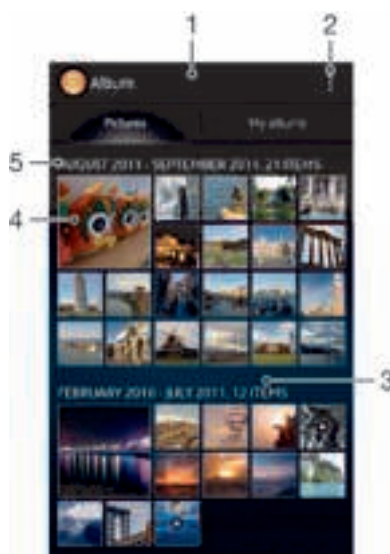 1
2
Album
Pictures
My albums
5
AUGUST 2011 - SEPTEMBER 2011, 21 ITEMS
4
3
FEBRUARY 2010 - JULY 2011, 12 ITEMS